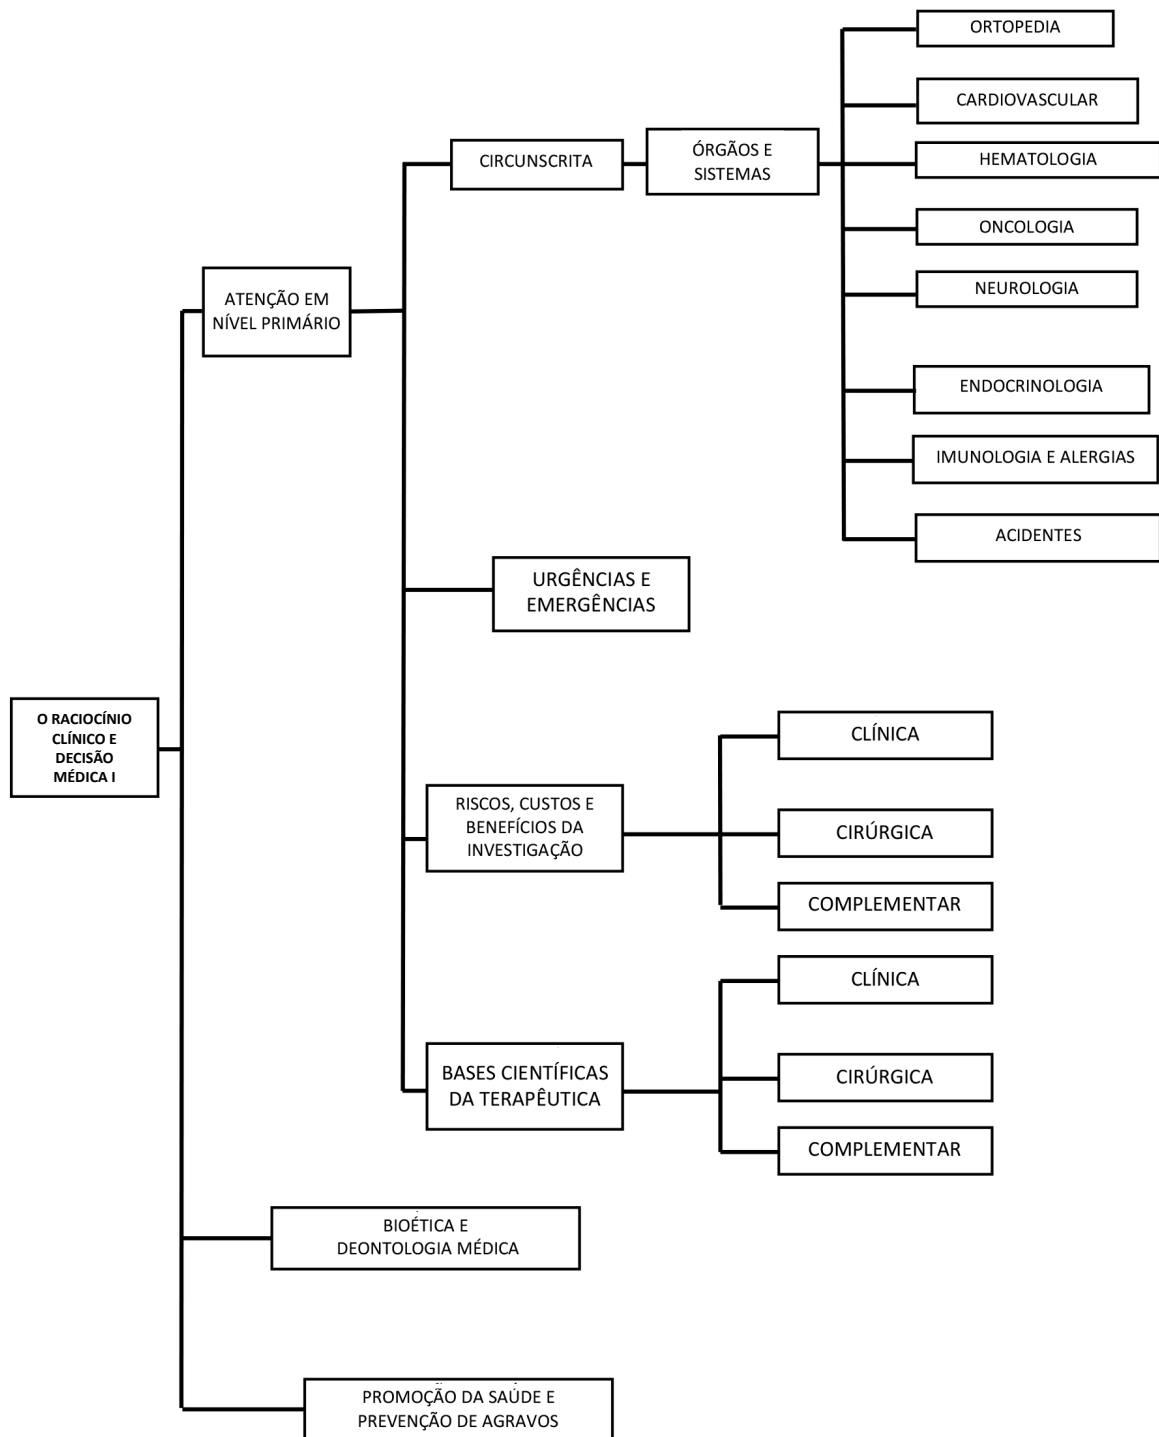 ORTOPEDIA
CARDIOVASCULAR
CIRCUNSCRITA
ÓRGÃOS E
SISTEMAS
HEMATOLOGIA
ONCOLOGIA
ATENÇÃO EM
NÍVEL PRIMÁRIO
NEUROLOGIA
ENDOCRINOLOGIA
IMUNOLOGIA E ALERGIAS
ACIDENTES
URGÊNCIAS E
EMERGÊNCIAS
O RACIOCÍNIO
CLÍNICO E
DECISÃO
MÉDICA I
RISCOS, CUSTOS E
BENEFÍCIOS DA
INVESTIGAÇÃO
CLÍNICA
CIRÚRGICA
COMPLEMENTAR
BASES CIENTÍFICAS
DA TERAPÊUTICA
CLÍNICA
CIRÚRGICA
COMPLEMENTAR
BIOÉTICA E
DEONTOLOGIA MÉDICA
PROMOÇÃO DA SAÚDE E
PREVENÇÃO DE AGRAVOS